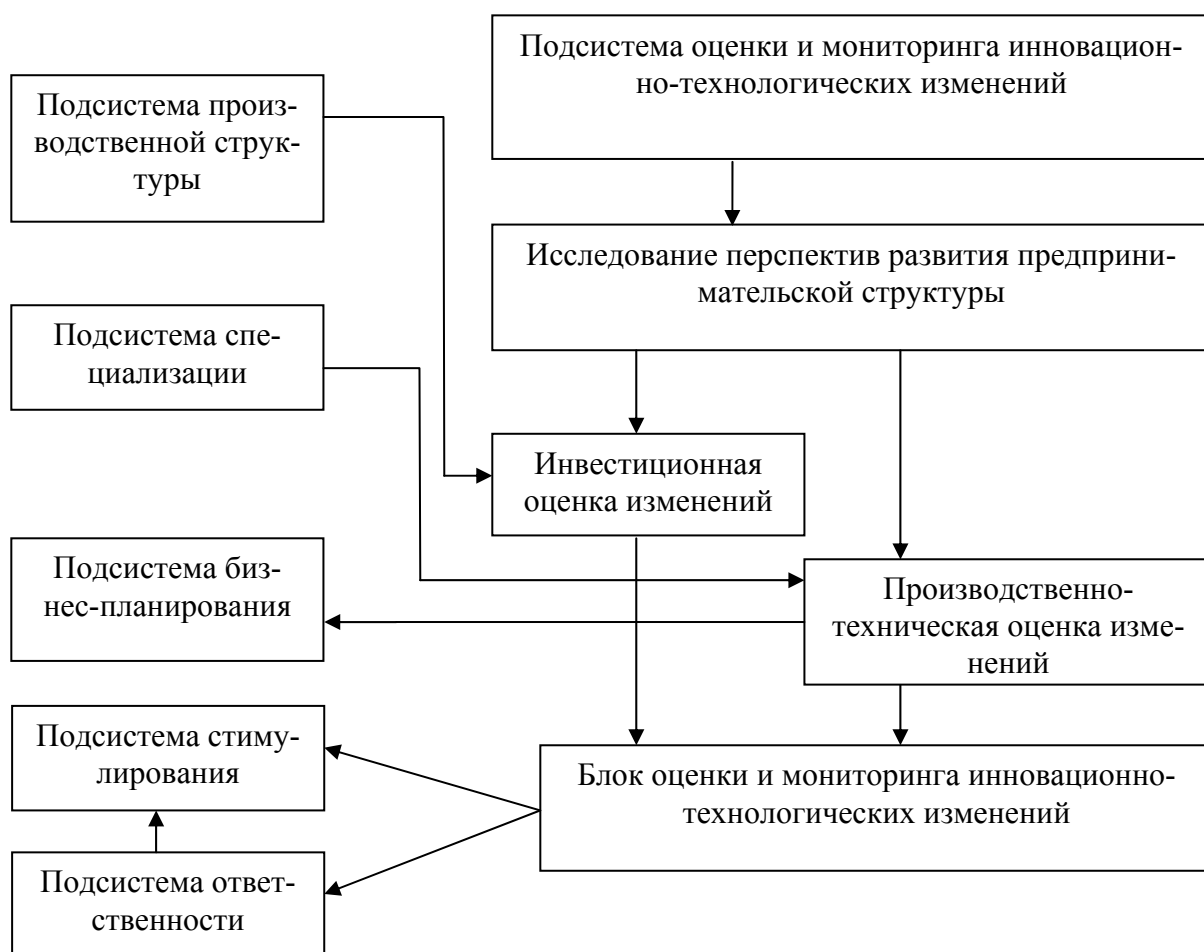 Подсистема оценки и мониторинга инновацион-
но-технологических изменений
Подсистема произ-
водственной струк-
туры
Исследование перспектив развития предприни-
мательской структуры
Подсистема спе-
циализации
Инвестиционная
оценка изменений
Подсистема биз-
нес-планирования
Производственно-
техническая оценка изме-
нений
Подсистема стиму-
лирования
Блок оценки и мониторинга инновационно-
технологических изменений
Подсистема ответ-
ственности